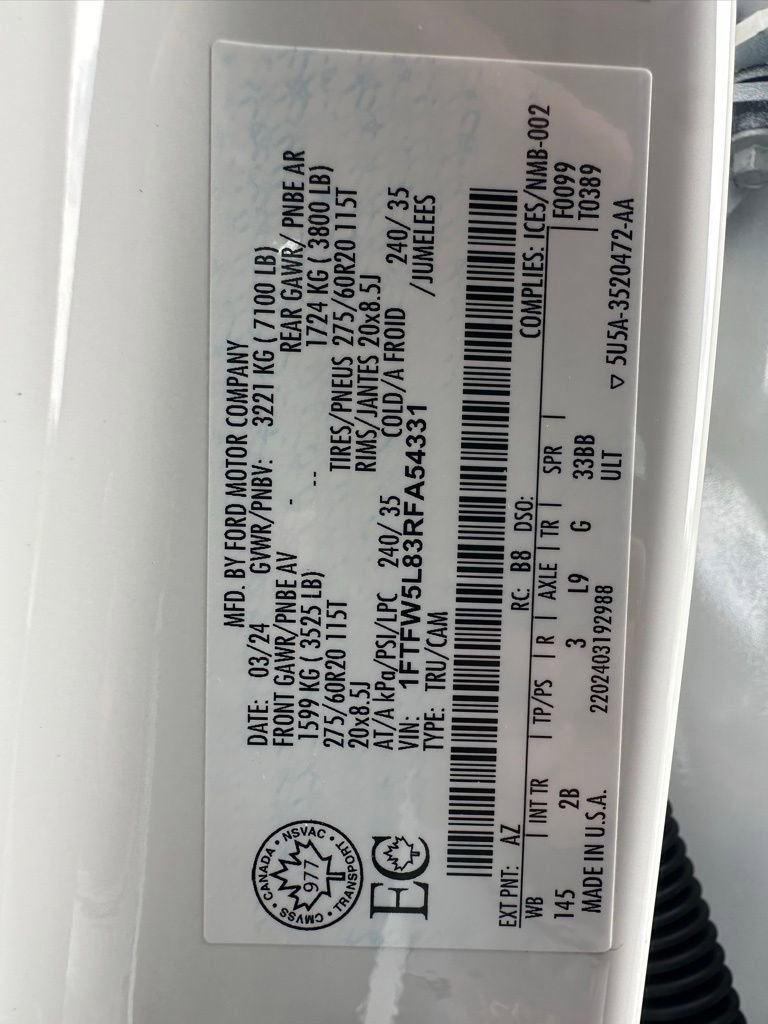 MFD. BY FORD MOTOR COMPANY
DATE: 03/24 GVWR/PNBV: 3221 KG ( 7100 LB)
FRONT GAWR/PNBE AV - REAR GAWR/ PNBE AR
1599 KG ( 3525 LB) -- 1724 KG ( 3800 LB)
275/60R20 115T TIRES/PNEUS 275/60R20 115T
20x8.5J RIMS/JANTES 20x8.5J
AT/A kPa/PSI/LPC 240/ 35 COLD/A FROID 240/ 35
VIN: 1FTFW5L83RFA54331 /JUMELEES
TYPE: TRU/CAM
CMVSS • CANADA • NSVAC • TRANSPORT •
977
EC
COMPLIES: ICES/NMB-002
EXT PNT: AZ RC: B8 DSO: F0099
WB INT TR TP/PS R AXLE TR SPR T0389
145 2B 3 L9 G 33BB
MADE IN U.S.A. 2202403192988 ULT ▽ 5U5A-3520472-AA